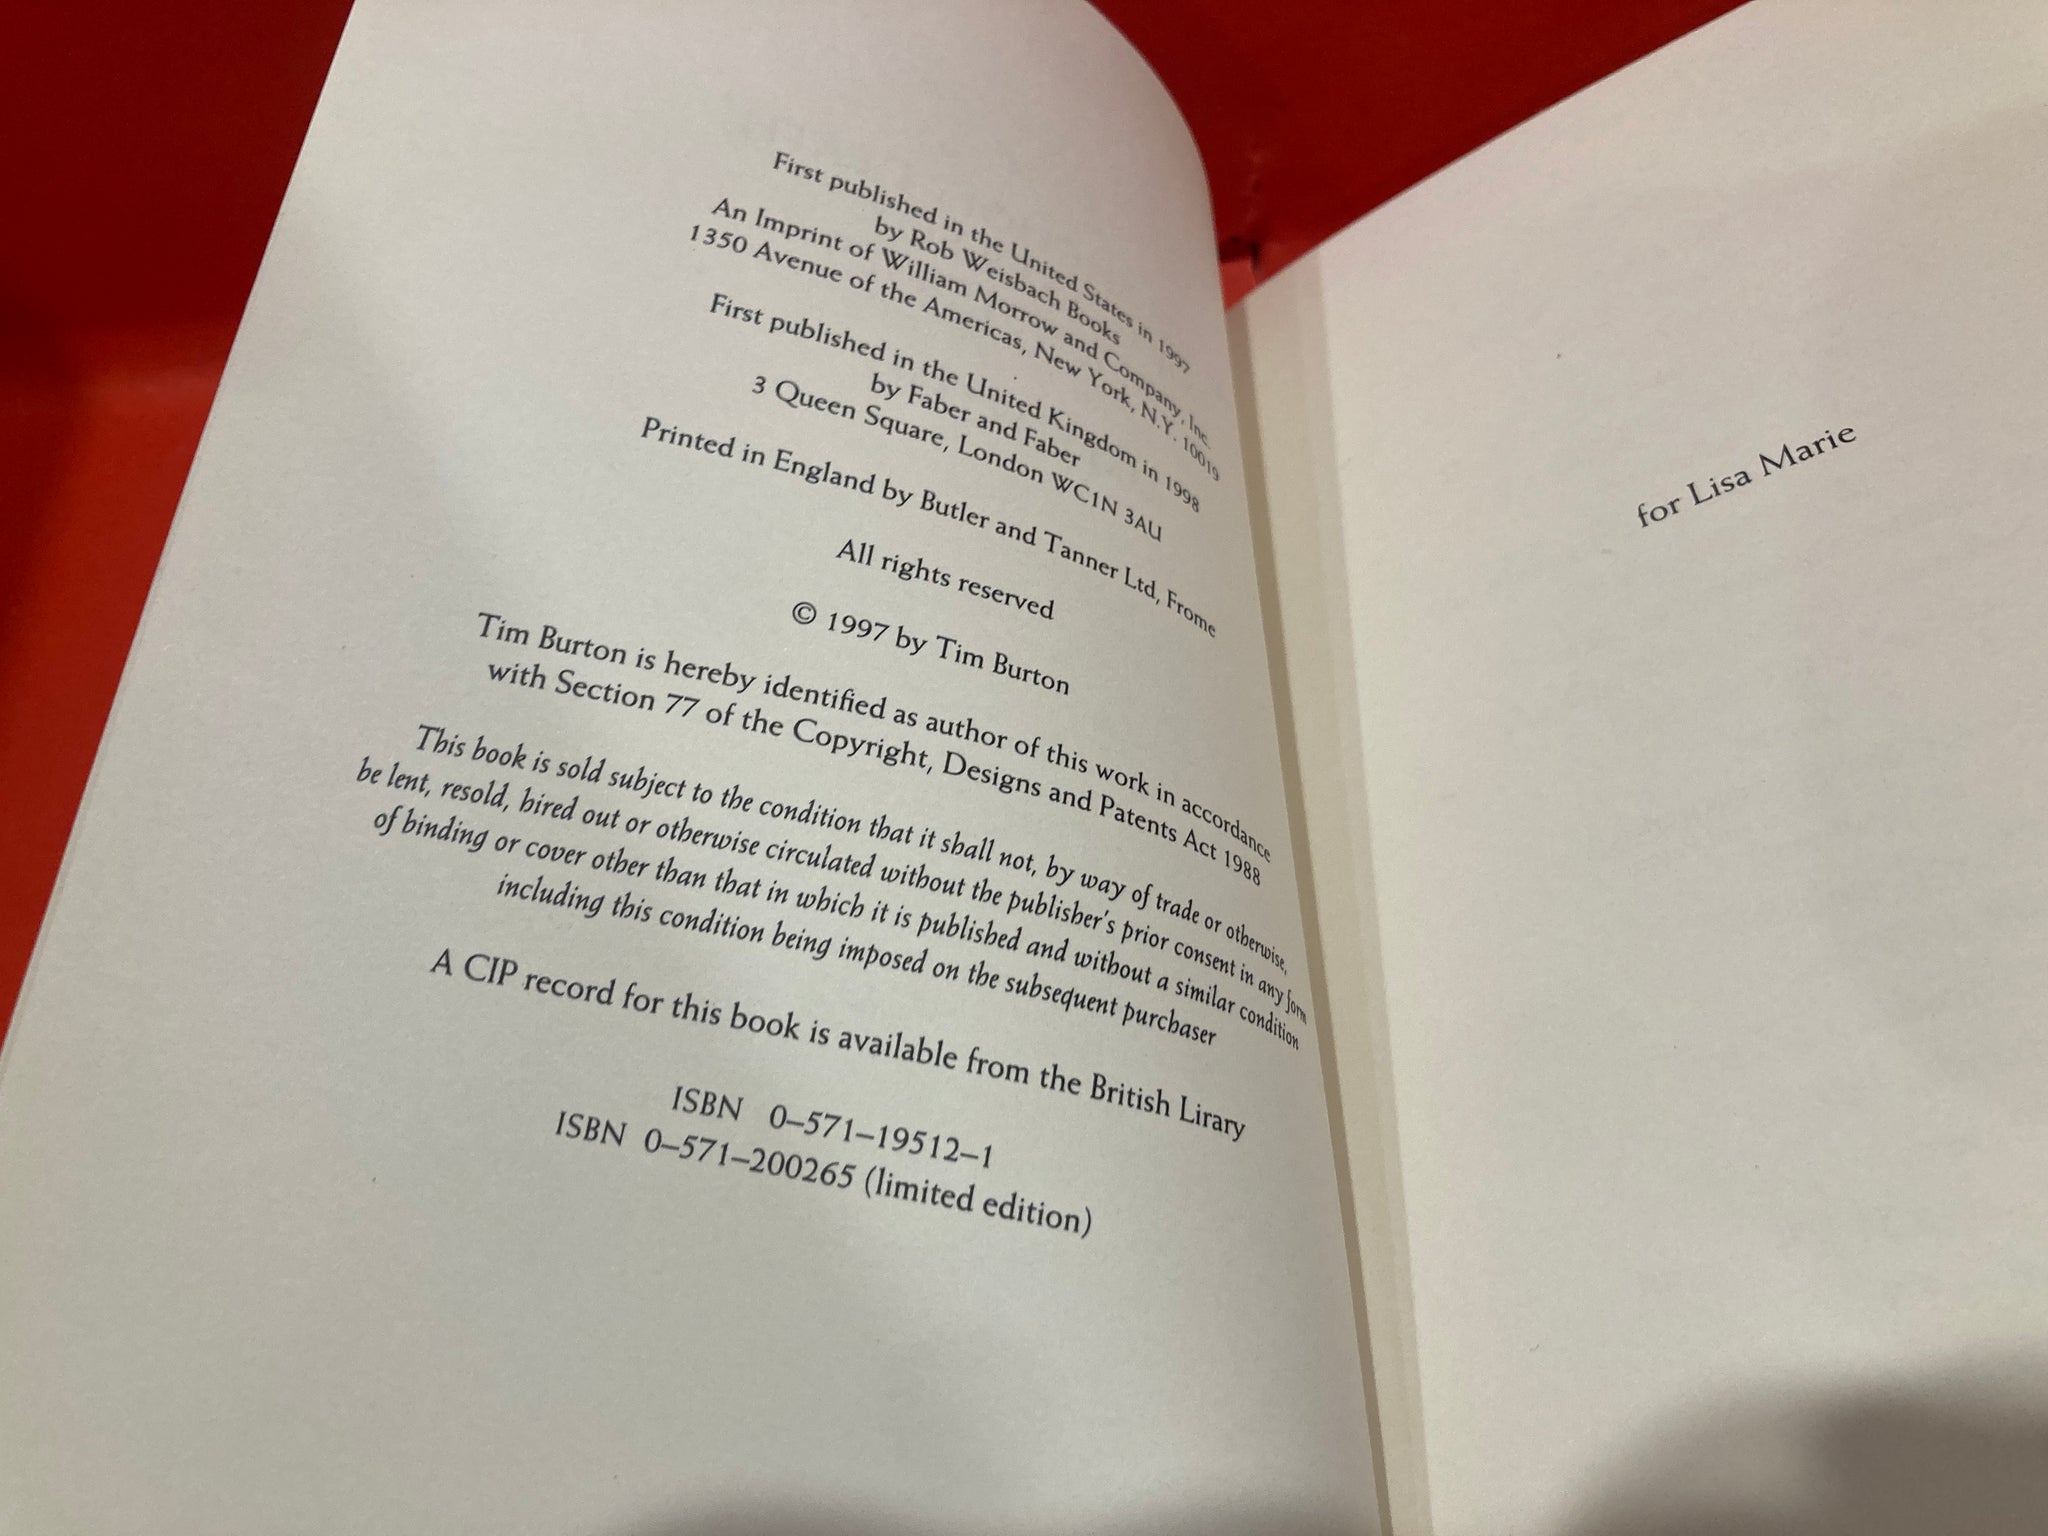 First published in the United States in 1997
by Rob Weisbach Books
An Imprint of William Morrow and Company, Inc.
1350 Avenue of the Americas, New York, N.Y. 10019
First published in the United Kingdom in 1998
by Faber and Faber
3 Queen Square, London WC1N 3AU
Printed in England by Butler and Tanner Ltd, Frome
All rights reserved
© 1997 by Tim Burton
Tim Burton is hereby identified as author of this work in accordance
with Section 77 of the Copyright, Designs and Patents Act 1988
This book is sold subject to the condition that it shall not, by way of trade or otherwise,
be lent, resold, hired out or otherwise circulated without the publisher's prior consent in any form
of binding or cover other than that in which it is published and without a similar condition
including this condition being imposed on the subsequent purchaser
A CIP record for this book is available from the British Lirary
ISBN 0–571–19512–1
ISBN 0–571–200265 (limited edition)
for Lisa Marie